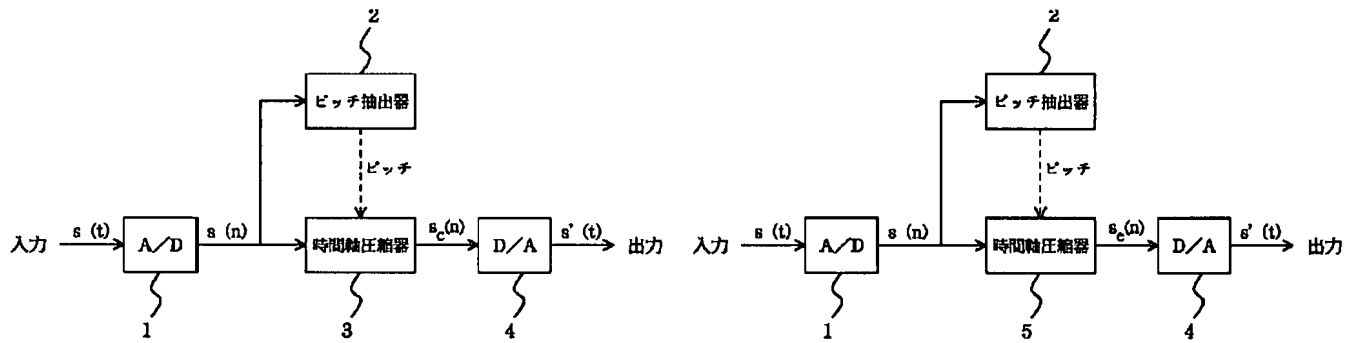 2
ピッチ抽出器
ピッチ
入力
s (t)
A／D
s (n)
時間軸圧縮器
s_c(n)
D／A
s' (t)
出力
1
3
4
2
ピッチ抽出器
ピッチ
入力
s (t)
A／D
s (n)
時間軸圧縮器
s_e(n)
D／A
s' (t)
出力
1
5
4